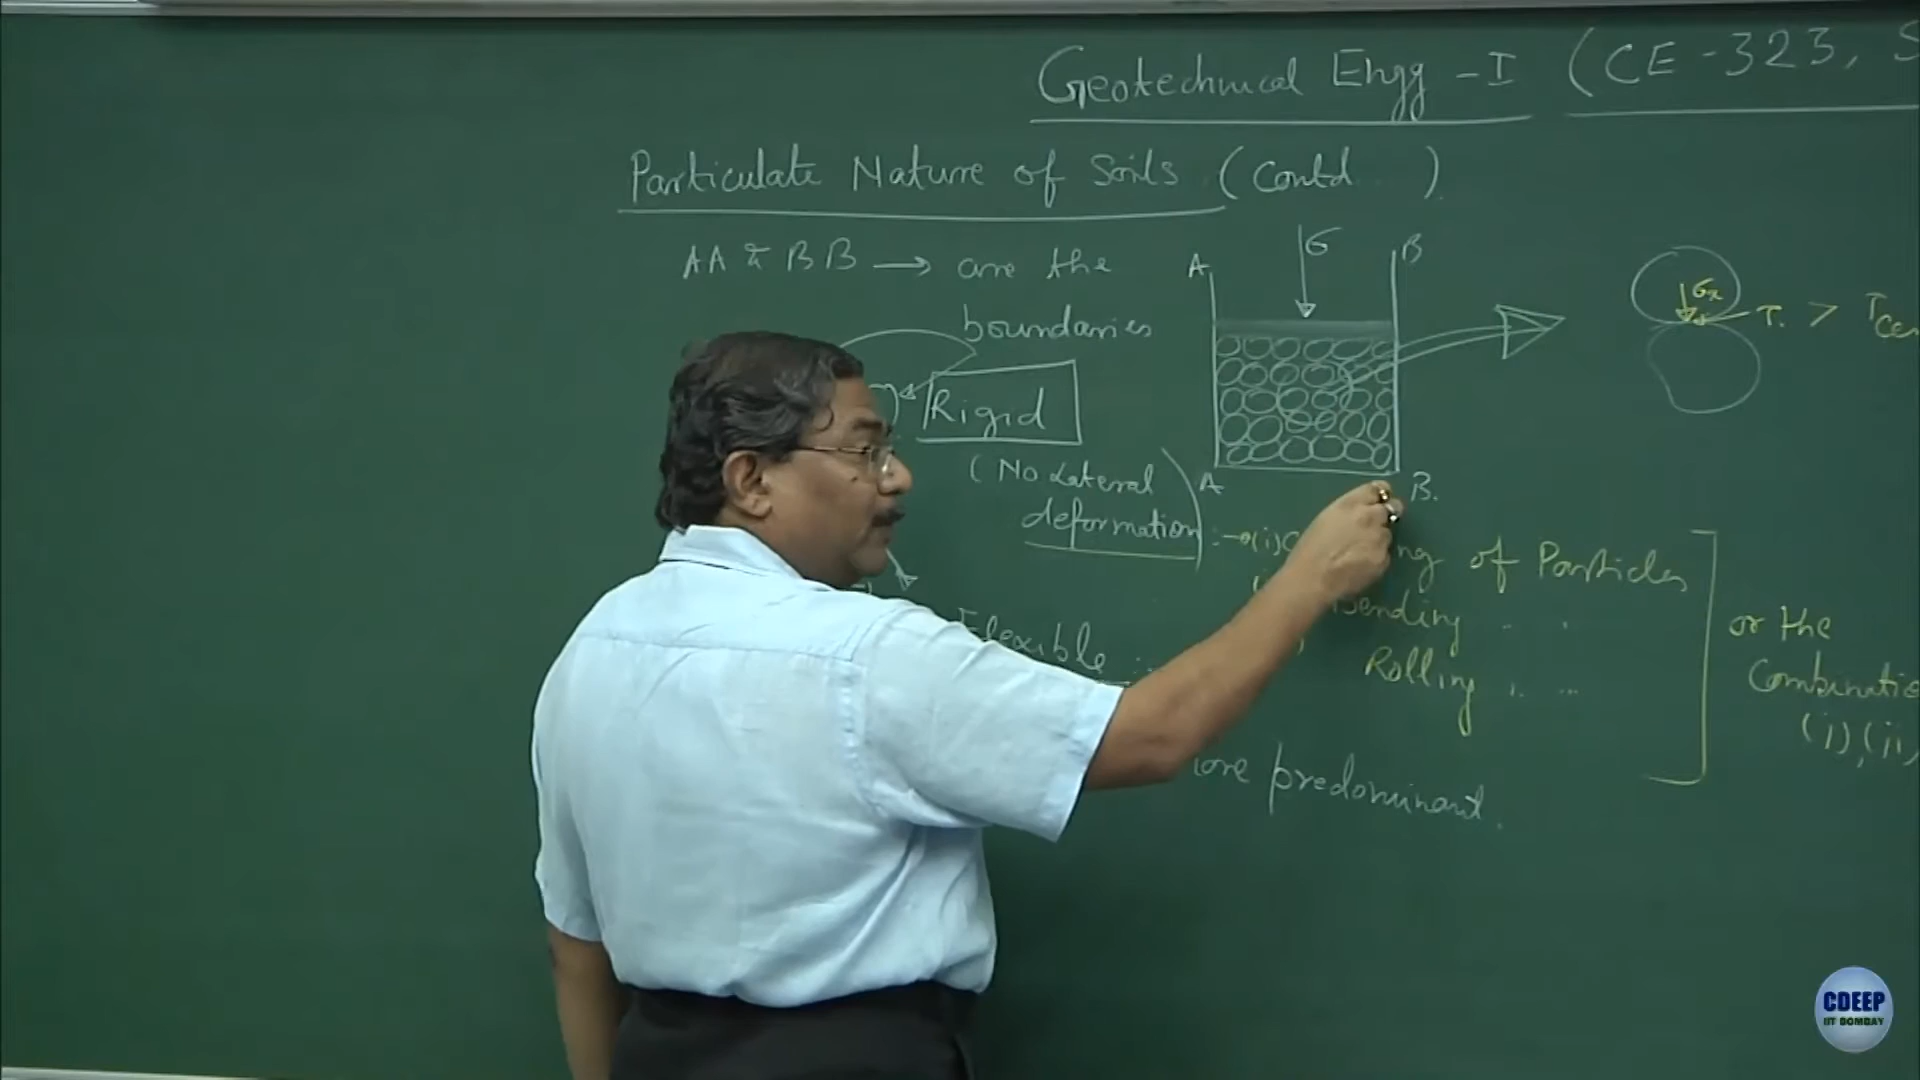 Geotechnical Engg - I (CE-323, S
Particulate Nature of Soils (Contd...)
AA & BB → are the
boundaries
Rigid
(No Lateral
deformation)
A
B
σ
A
B.
σx
τ. >
:→ (i) ng of Particles
Bending " "
Rolling " "
or the
Combinatio
(i), (ii)
Flexible :-
predominant.
CDEEP
IIT BOMBAY